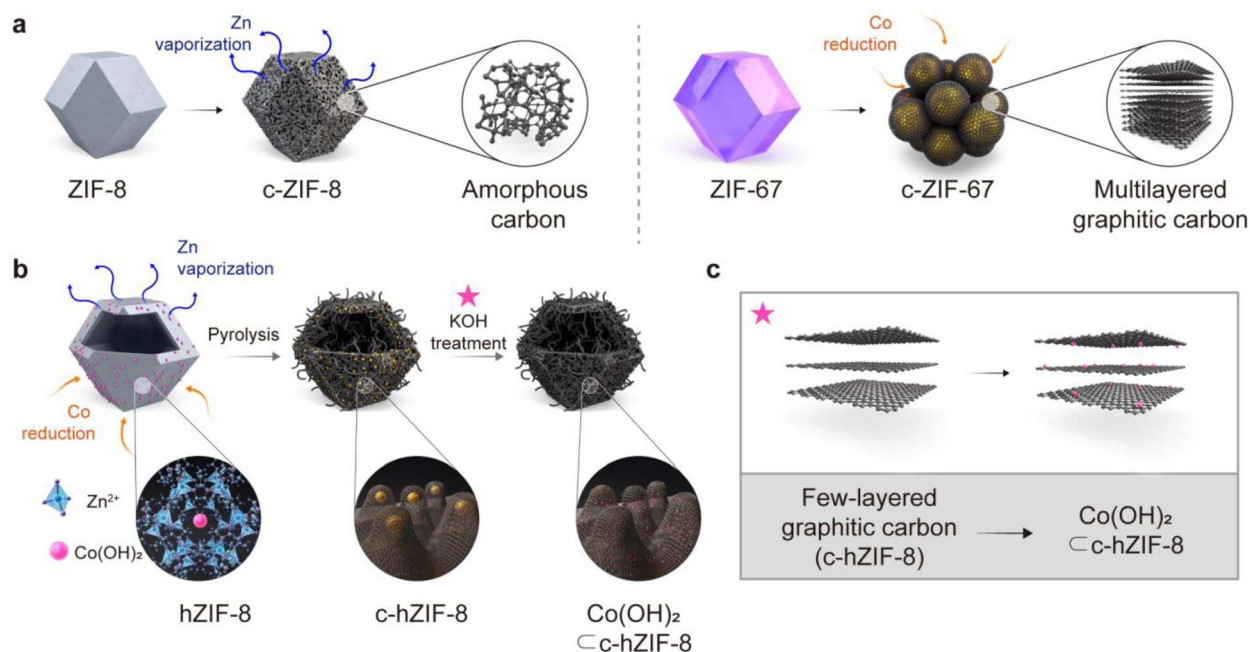 a
Zn
vaporization
ZIF-8
c-ZIF-8
Amorphous
carbon
Co
reduction
ZIF-67
c-ZIF-67
Multilayered
graphitic carbon
b
Zn
vaporization
Co
reduction
Pyrolysis
KOH
treatment
Zn²⁺
Co(OH)₂
hZIF-8
c-hZIF-8
Co(OH)₂
⊂c-hZIF-8
c
Few-layered
graphitic carbon
(c-hZIF-8)
Co(OH)₂
⊂c-hZIF-8